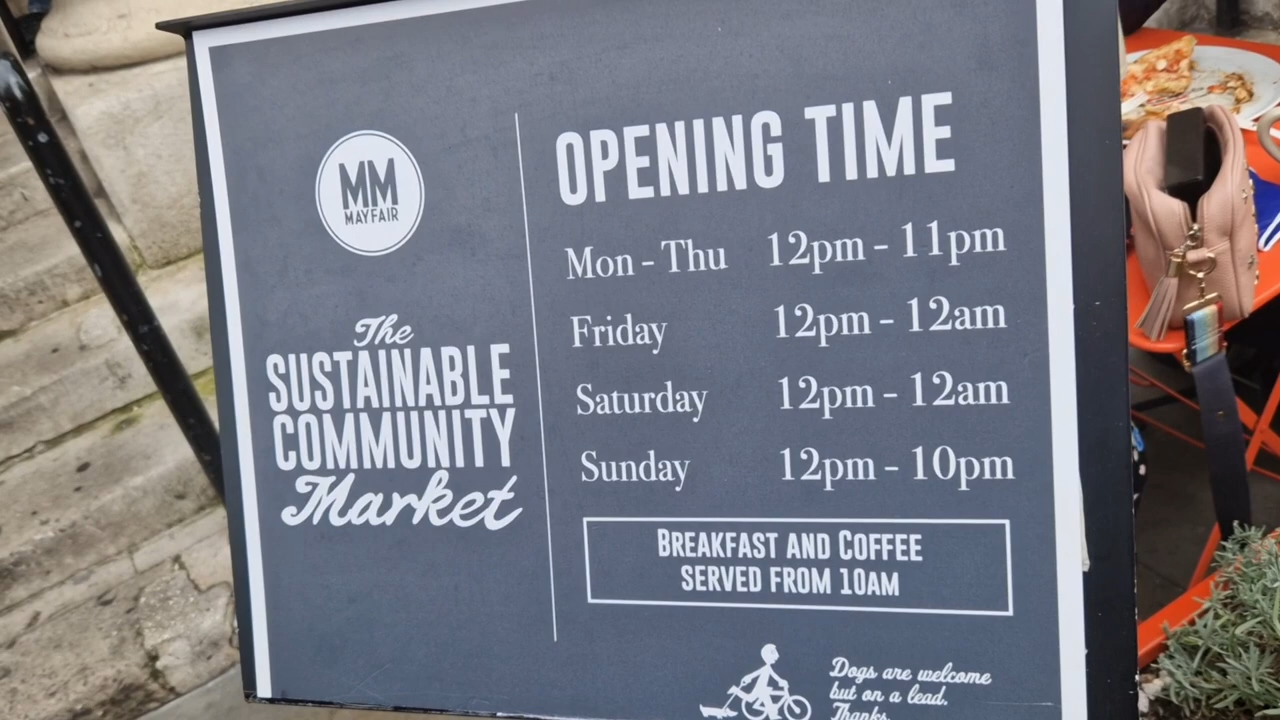 MM
MAYFAIR
The
SUSTAINABLE
COMMUNITY
Market
OPENING TIME
Mon - Thu 12pm - 11pm
Friday 12pm - 12am
Saturday 12pm - 12am
Sunday 12pm - 10pm
BREAKFAST AND COFFEE
SERVED FROM 10AM
Dogs are welcome
but on a lead.
Thanks.